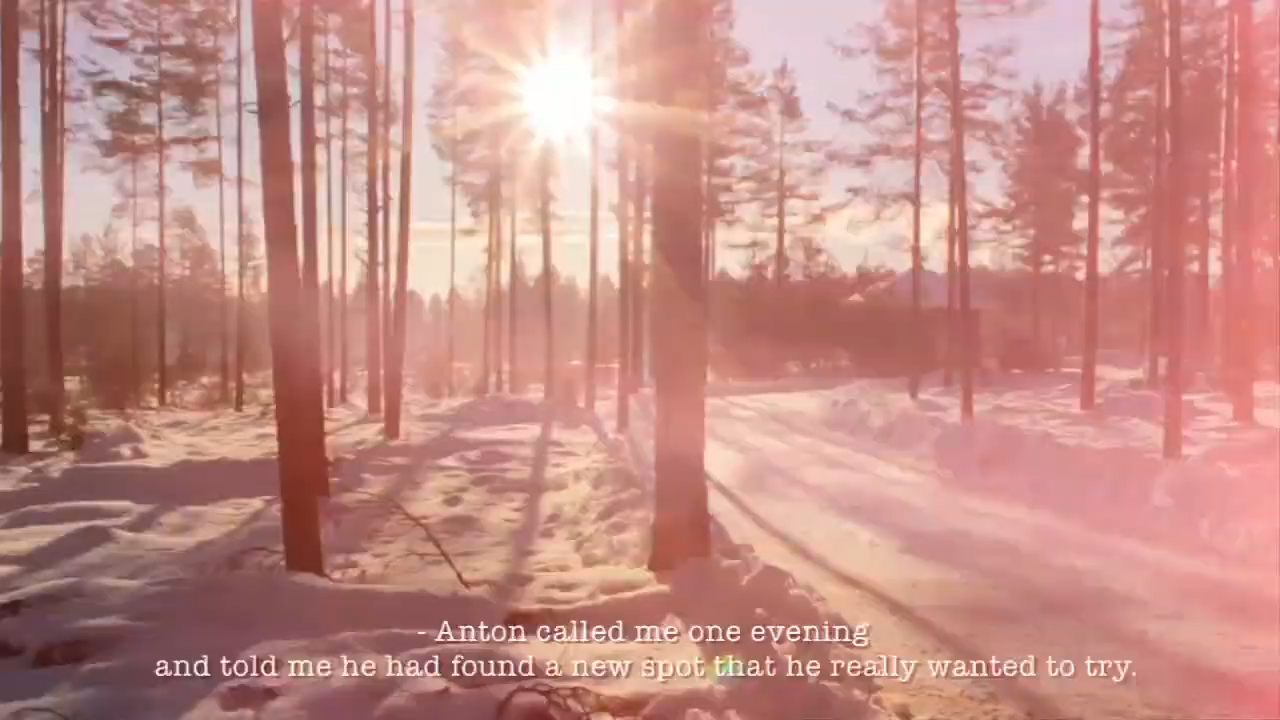 - Anton called me one evening
and told me he had found a new spot that he really wanted to try.